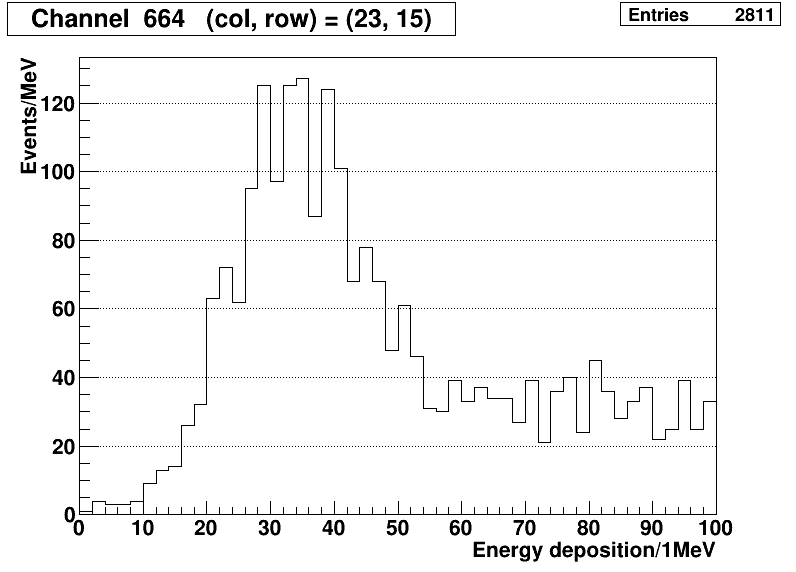 Channel 664 (col, row) = (23, 15)
Entries 2811
Events/MeV
120
100
80
60
40
20
0
0 10 20 30 40 50 60 70 80 90 100
Energy deposition/1MeV